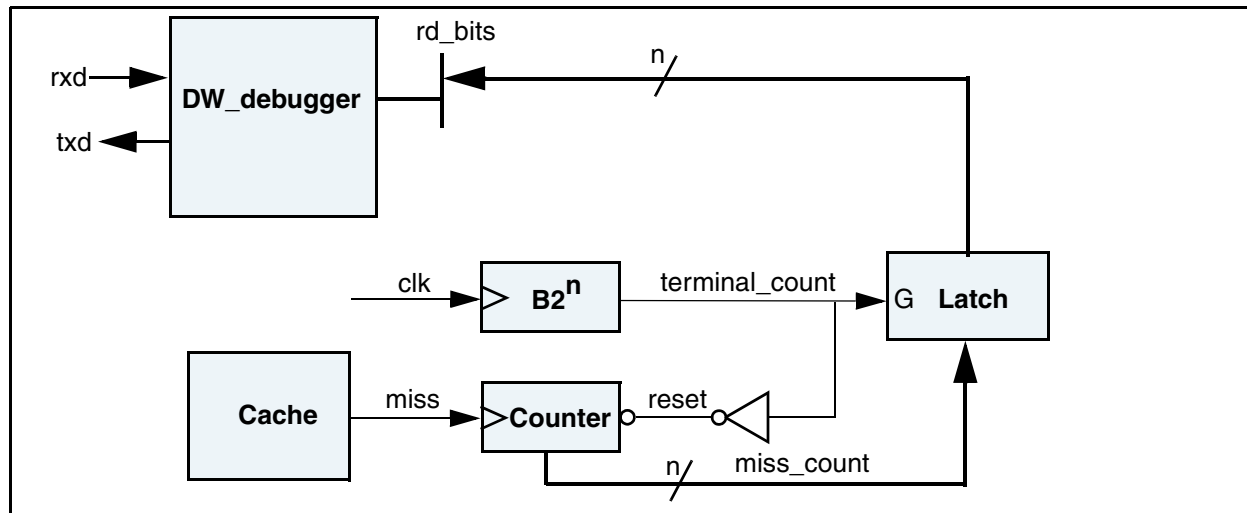 rd_bits
n
rxd
DW_debugger
txd
clk
B2ⁿ
terminal_count
G Latch
Cache
miss
Counter
reset
n
miss_count